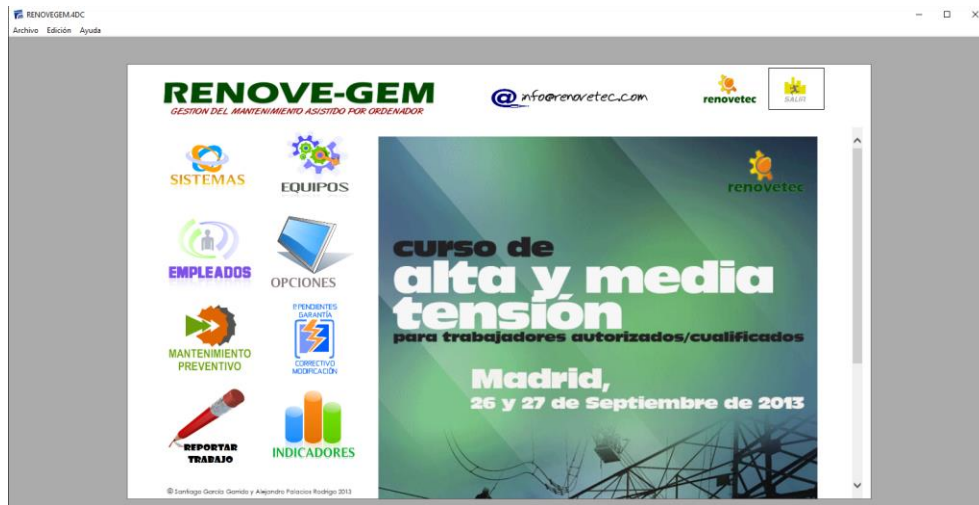 RENOVEGEM.4DC
Archivo Edición Ayuda
RENOVE-GEM
GESTION DEL MANTENIMIENTO ASISTIDO POR ORDENADOR
@ info@renovetec.com
renovetec
SALIR
SISTEMAS
EQUIPOS
EMPLEADOS
OPCIONES
MANTENIMIENTO
PREVENTIVO
GARANTÍA
CORRECTIVO
MODIFICACIÓN
REPORTAR
TRABAJO
INDICADORES
© Santiago García Garrido y Alejandro Palacios Rodrigo 2013
renovetec
curso de
alta y media
tensión
para trabajadores autorizados/cualificados
Madrid,
26 y 27 de Septiembre de 2013